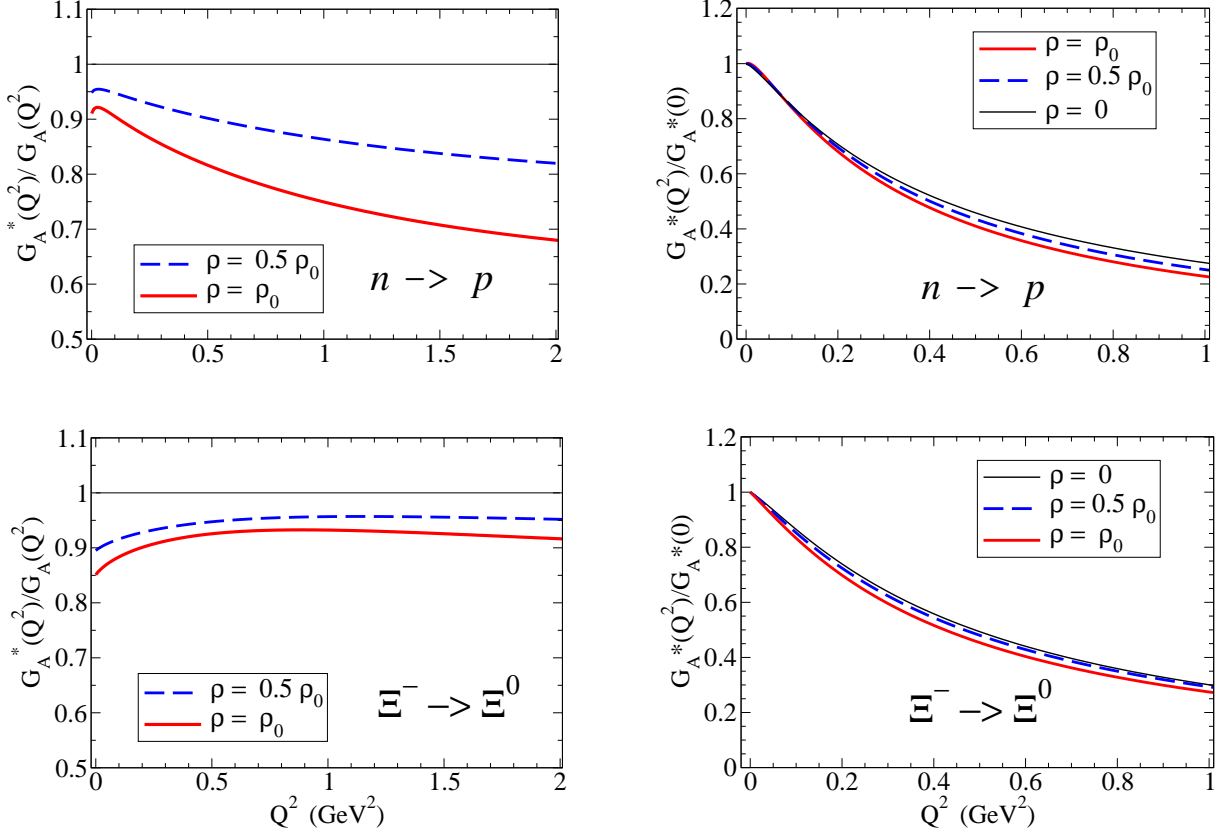 1.1
1
0.9
0.8
0.7
0.6
0.5
G_A^*(Q^2)/ G_A(Q^2)
ρ = 0.5 ρ_0
ρ = ρ_0
n -> p
0 0.5 1 1.5 2
1.2
1
0.8
0.6
0.4
0.2
0
G_A*(Q^2)/G_A*(0)
ρ = ρ_0
ρ = 0.5 ρ_0
ρ = 0
n -> p
0 0.2 0.4 0.6 0.8 1
1.1
1
0.9
0.8
0.7
0.6
0.5
G_A^*(Q^2)/G_A(Q^2)
ρ = 0.5 ρ_0
ρ = ρ_0
Ξ^- -> Ξ^0
0 0.5 1 1.5 2
Q^2 (GeV^2)
1.2
1
0.8
0.6
0.4
0.2
0
G_A*(Q^2)/G_A*(0)
ρ = 0
ρ = 0.5 ρ_0
ρ = ρ_0
Ξ^- -> Ξ^0
0 0.2 0.4 0.6 0.8 1
Q^2 (GeV^2)